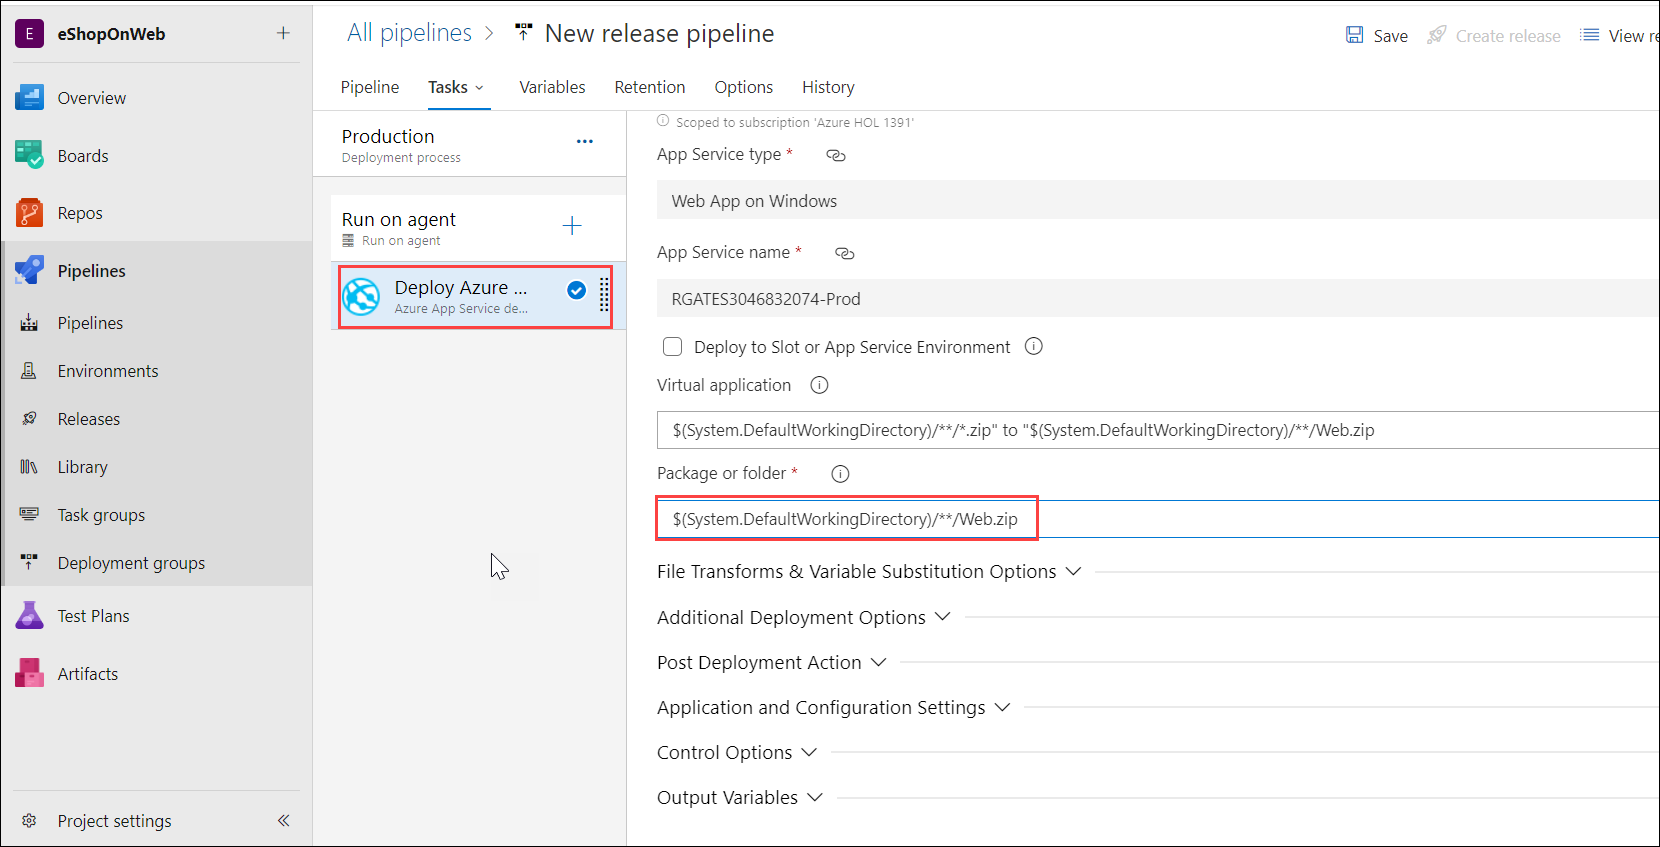 E eShopOnWeb +
Overview
Boards
Repos
Pipelines
Pipelines
Environments
Releases
Library
Task groups
Deployment groups
Test Plans
Artifacts
Project settings
All pipelines > New release pipeline
Save Create release View re
Pipeline Tasks Variables Retention Options History
Production
Deployment process
Run on agent
Run on agent
Deploy Azure ...
Azure App Service de...
Scoped to subscription 'Azure HOL 1391'
App Service type *
Web App on Windows
App Service name *
RGATES3046832074-Prod
Deploy to Slot or App Service Environment
Virtual application
$(System.DefaultWorkingDirectory)/**/*.zip" to "$(System.DefaultWorkingDirectory)/**/Web.zip
Package or folder *
$(System.DefaultWorkingDirectory)/**/Web.zip
File Transforms & Variable Substitution Options
Additional Deployment Options
Post Deployment Action
Application and Configuration Settings
Control Options
Output Variables